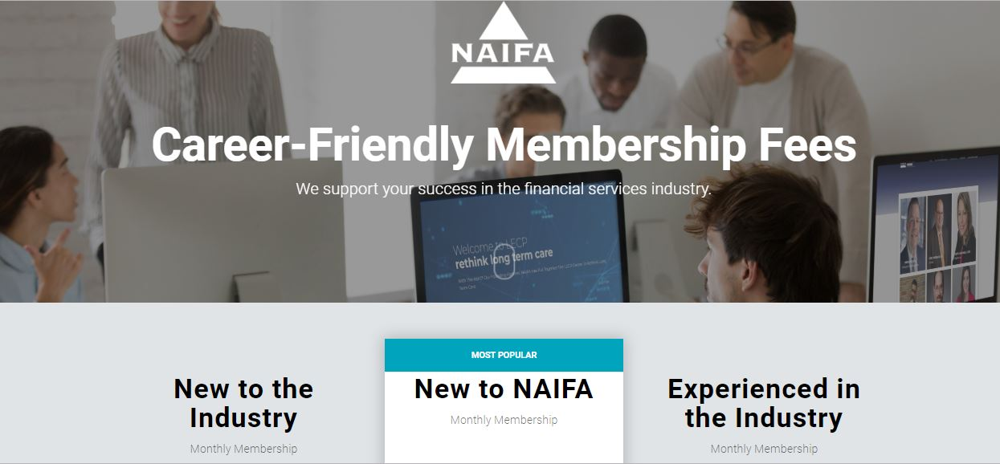 NAIFA
Career-Friendly Membership Fees
We support your success in the financial services industry.
Welcome to LECP
rethink long term care
MOST POPULAR
New to the
Industry
Monthly Membership
New to NAIFA
Monthly Membership
Experienced in
the Industry
Monthly Membership